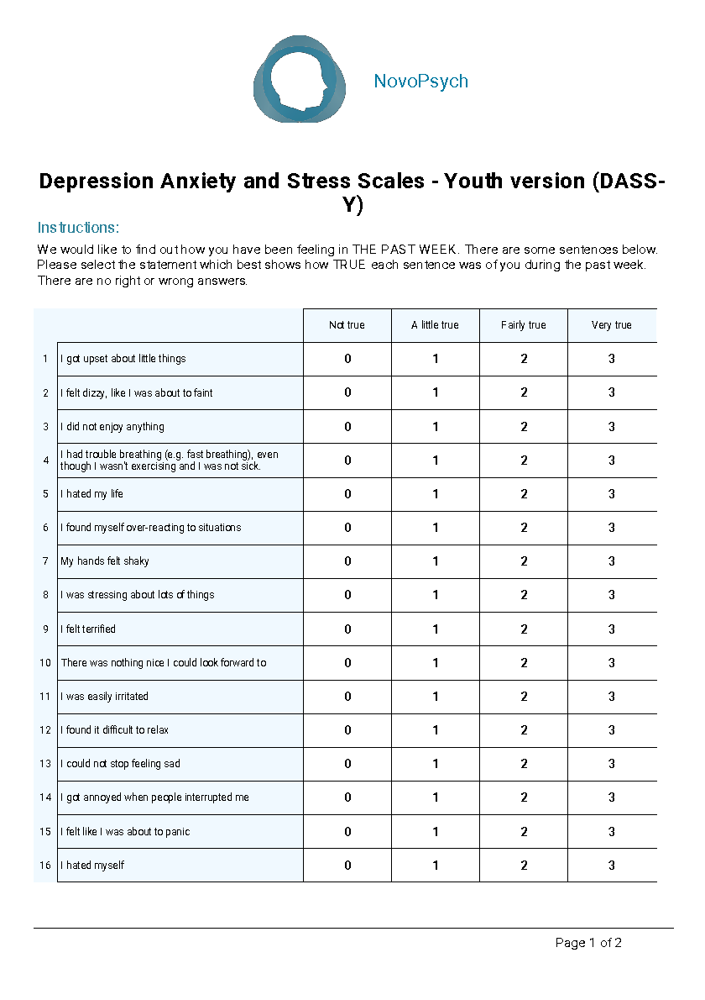 NovoPsych
Depression Anxiety and Stress Scales - Youth version (DASS-
Y)
Instructions:
We would like to find out how you have been feeling in THE PAST WEEK. There are some sentences below.
Please select the statement which best shows how TRUE each sentence was of you during the past week.
There are no right or wrong answers.
Not true A little true Fairly true Very true
1 I got upset about little things 0 1 2 3
2 I felt dizzy, like I was about to faint 0 1 2 3
3 I did not enjoy anything 0 1 2 3
4 I had trouble breathing (e.g. fast breathing), even
though I wasn't exercising and I was not sick. 0 1 2 3
5 I hated my life 0 1 2 3
6 I found myself over-reacting to situations 0 1 2 3
7 My hands felt shaky 0 1 2 3
8 I was stressing about lots of things 0 1 2 3
9 I felt terrified 0 1 2 3
10 There was nothing nice I could look forward to 0 1 2 3
11 I was easily irritated 0 1 2 3
12 I found it difficult to relax 0 1 2 3
13 I could not stop feeling sad 0 1 2 3
14 I got annoyed when people interrupted me 0 1 2 3
15 I felt like I was about to panic 0 1 2 3
16 I hated myself 0 1 2 3
Page 1 of 2